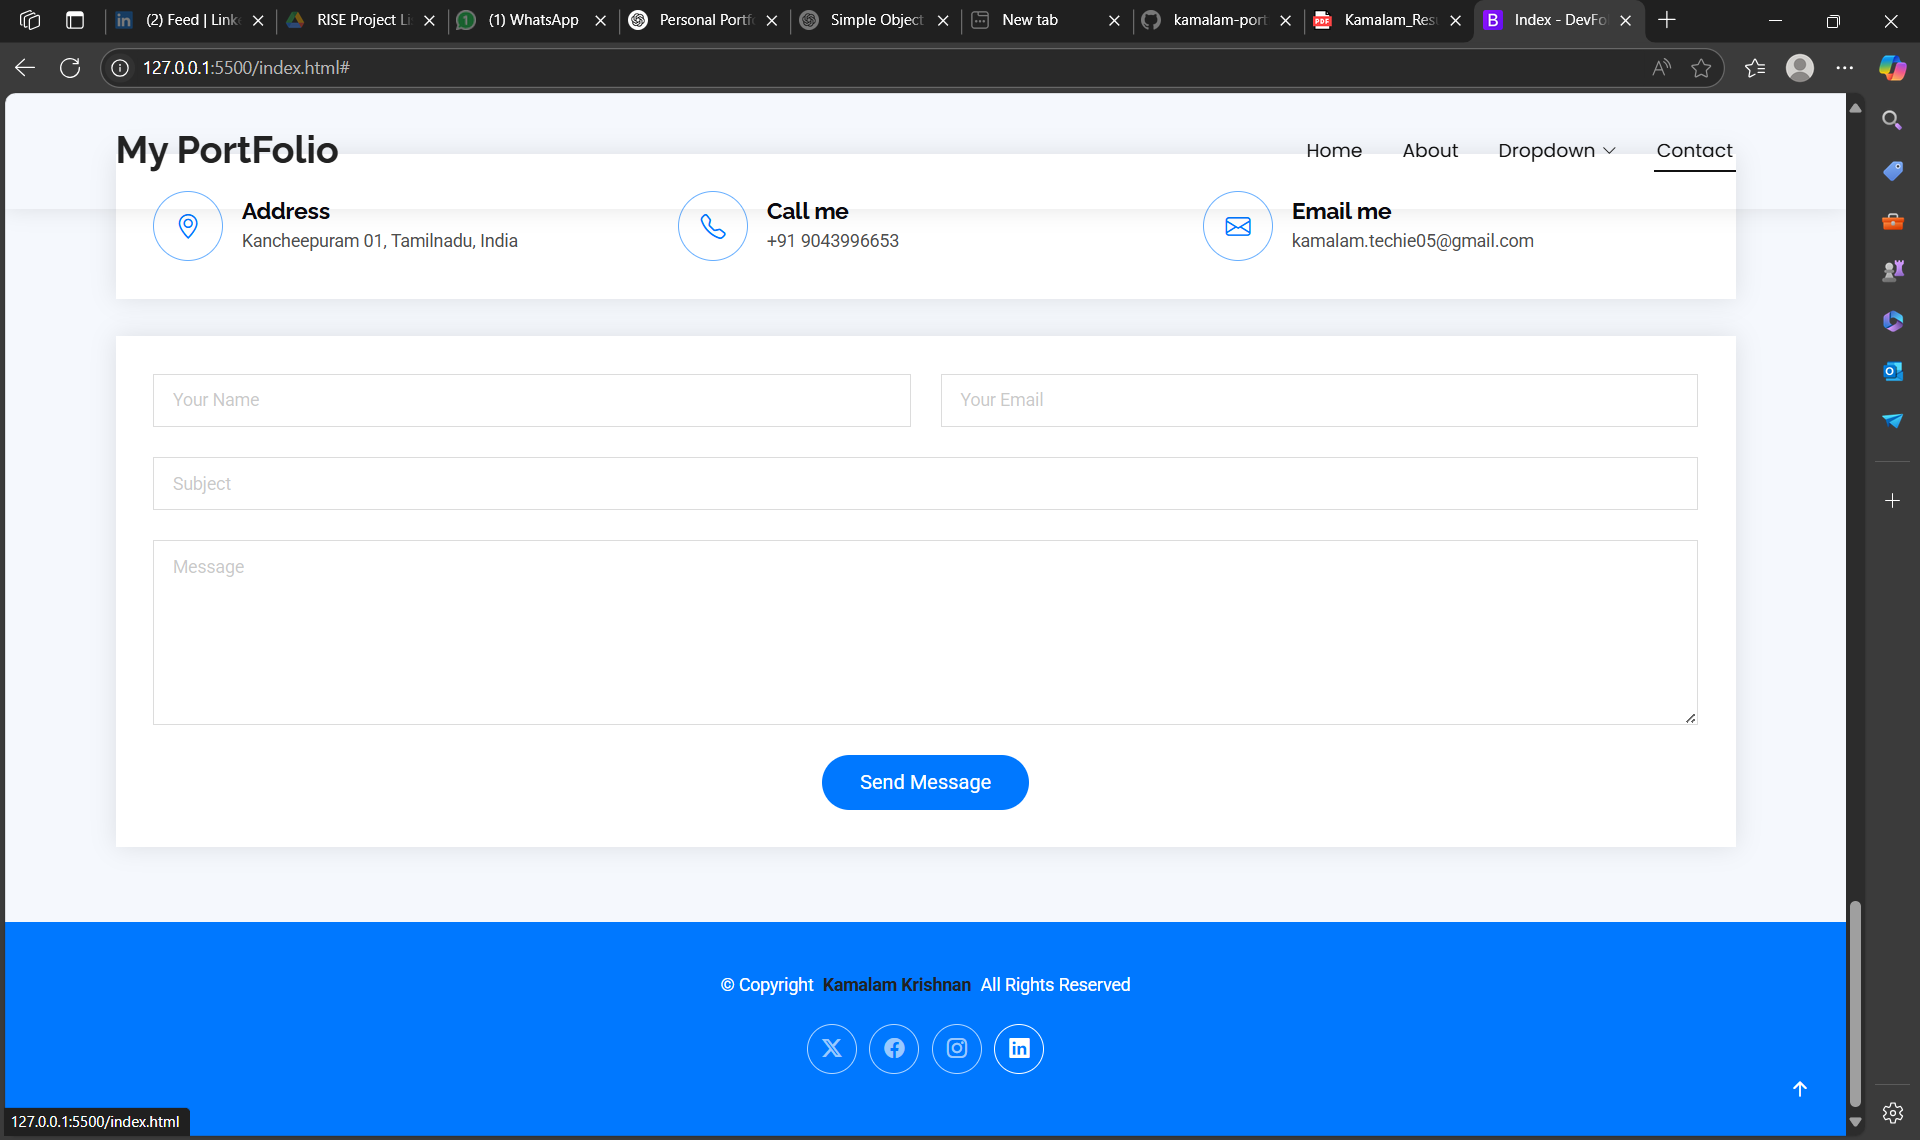 (2) Feed | Link
RISE Project Li
(1) WhatsApp
Personal Portf
Simple Object
New tab
kamalam-port
Kamalam_Res
Index - DevFo
127.0.0.1:5500/index.html#
My PortFolio
Home About Dropdown Contact
Address
Kancheepuram 01, Tamilnadu, India
Call me
+91 9043996653
Email me
kamalam.techie05@gmail.com
Your Name
Your Email
Subject
Message
Send Message
© Copyright Kamalam Krishnan All Rights Reserved
127.0.0.1:5500/index.html